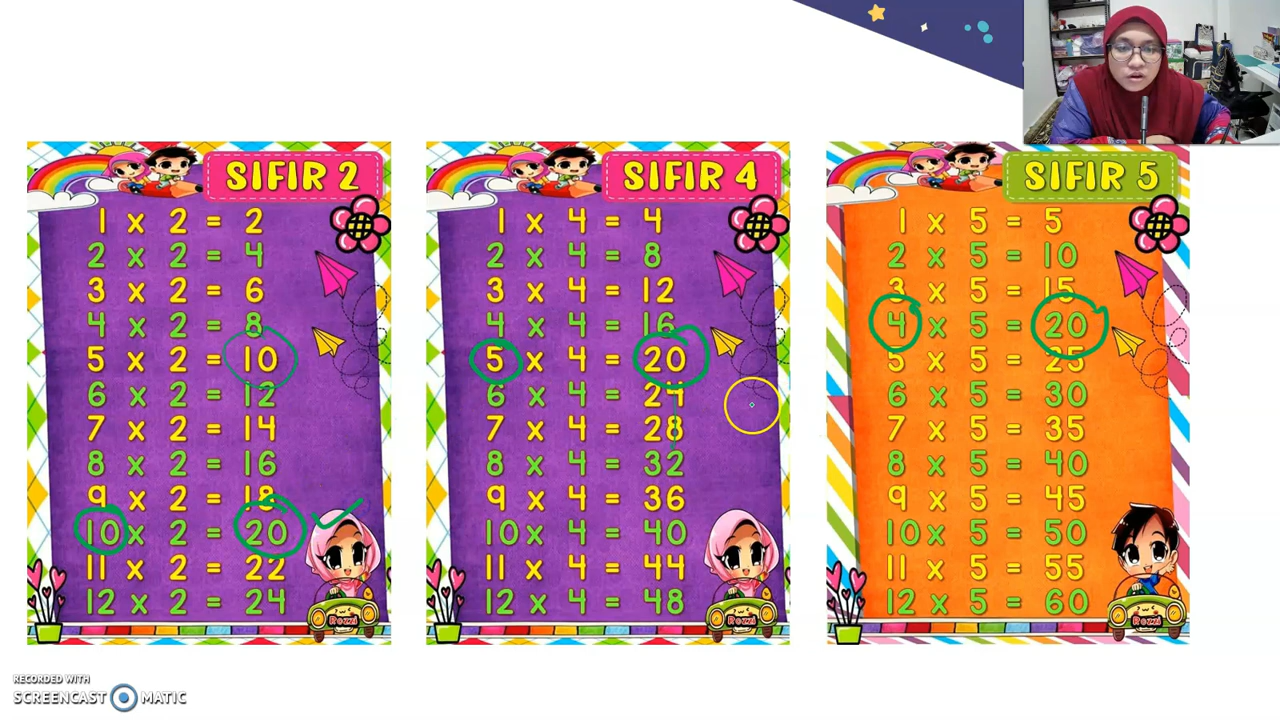 SIFIR 2
1 x 2 = 2
2 x 2 = 4
3 x 2 = 6
4 x 2 = 8
5 x 2 = 10
6 x 2 = 12
7 x 2 = 14
8 x 2 = 16
9 x 2 = 18
10 x 2 = 20
11 x 2 = 22
12 x 2 = 24
Rozzi
SIFIR 4
1 x 4 = 4
2 x 4 = 8
3 x 4 = 12
4 x 4 = 16
5 x 4 = 20
6 x 4 = 24
7 x 4 = 28
8 x 4 = 32
9 x 4 = 36
10 x 4 = 40
11 x 4 = 44
12 x 4 = 48
Rozzi
SIFIR 5
1 x 5 = 5
2 x 5 = 10
3 x 5 = 15
4 x 5 = 20
5 x 5 = 25
6 x 5 = 30
7 x 5 = 35
8 x 5 = 40
9 x 5 = 45
10 x 5 = 50
11 x 5 = 55
12 x 5 = 60
Rozzi
RECORDED WITH
SCREENCAST MATIC